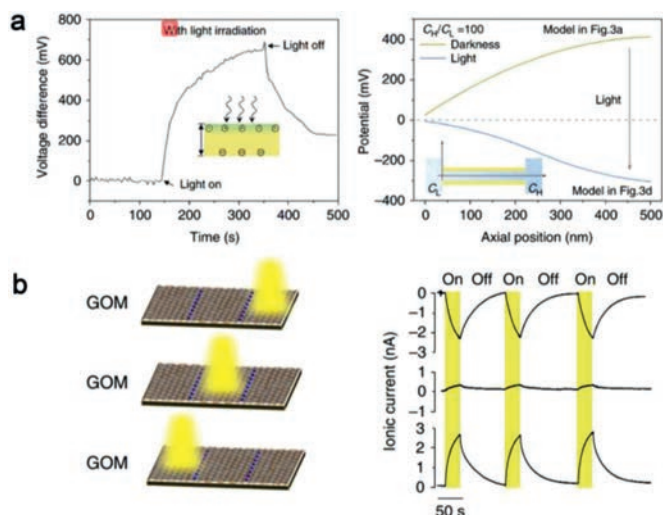 a
With light irradiation
800
600
400
200
0
Voltage difference (mV)
Light off
Light on
0 100 200 300 400 500
Time (s)
C_H/C_L =100
Model in Fig.3a
Darkness
Light
400
200
0
−200
−400
Potential (mV)
Light
C_L
C_H
Model in Fig.3d
0 100 200 300 400 500
Axial position (nm)
b
GOM
GOM
GOM
On Off On Off On Off
0
−1
−2
−3
1
0
−1
3
2
1
0
Ionic current (nA)
50 s